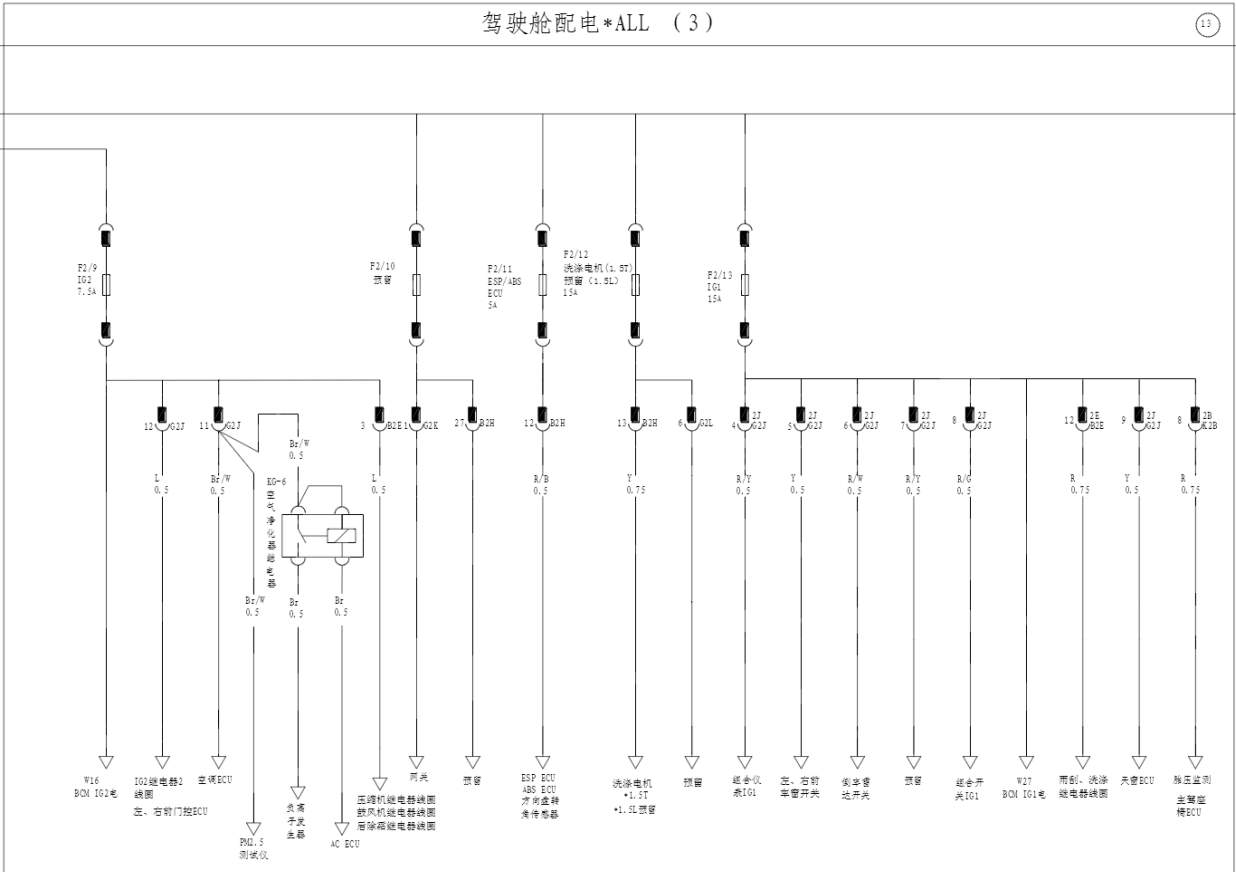 驾驶舱配电*ALL （3）
13
F2/9
IG2
7.5A
F2/10
预留
F2/11
ESP/ABS
ECU
5A
F2/12
洗涤电机(1.5T)
预留（1.5L）
15A
F2/13
IG1
15A
12 G2J
11 G2J
3 B2E
1 G2K
27 B2H
12 B2H
13 B2H
6 G2L
4 2J G2J
5 2J G2J
6 2J G2J
7 2J G2J
8 2J G2J
12 2E B2E
9 2J G2J
8 2B K2B
L
0.5
Br/W
0.5
Br/W
0.5
L
0.5
R/B
0.5
Y
0.75
R/Y
0.5
Y
0.5
R/W
0.5
R/Y
0.5
R/G
0.5
R
0.75
Y
0.5
R
0.75
KG-6
空气净化器继电器
Br/W
0.5
Br
0.5
Br
0.5
W16
BCM IG2电
IG2继电器2
线圈
左、右前门控ECU
空调ECU
PM2.5
测试仪
负离
子发
生器
AC ECU
压缩机继电器线圈
鼓风机继电器线圈
后除霜继电器线圈
网关
预留
ESP ECU
ABS ECU
方向盘转
角传感器
洗涤电机
*1.5T
*1.5L预留
预留
组合仪
表IG1
左、右前
车窗开关
倒车雷
达开关
预留
组合开
关IG1
W27
BCM IG1电
雨刮、洗涤
继电器线圈
天窗ECU
胎压监测
主驾座
椅ECU